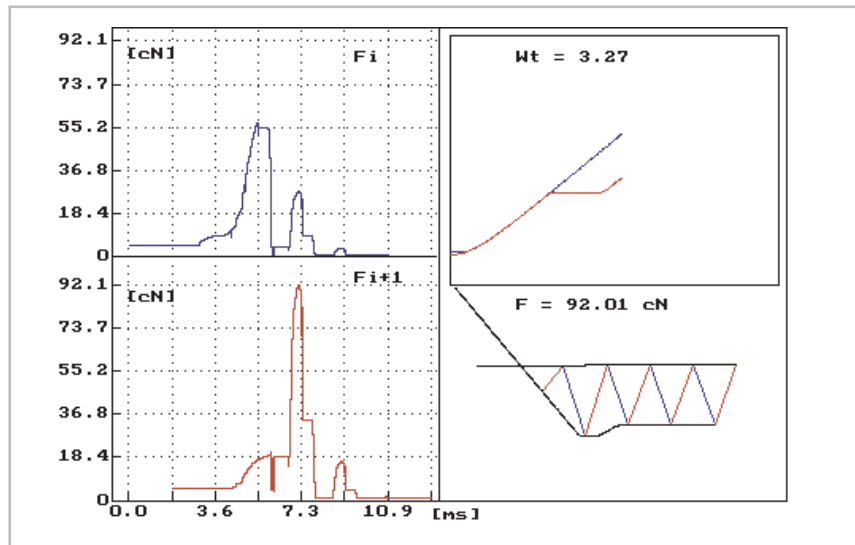 92.1
[cN]
Fi
73.7
55.2
36.8
18.4
0
92.1
[cN]
Fi+1
73.7
55.2
36.8
18.4
0
0.0 3.6 7.3 10.9 [ms]
Wt = 3.27
F = 92.01 cN